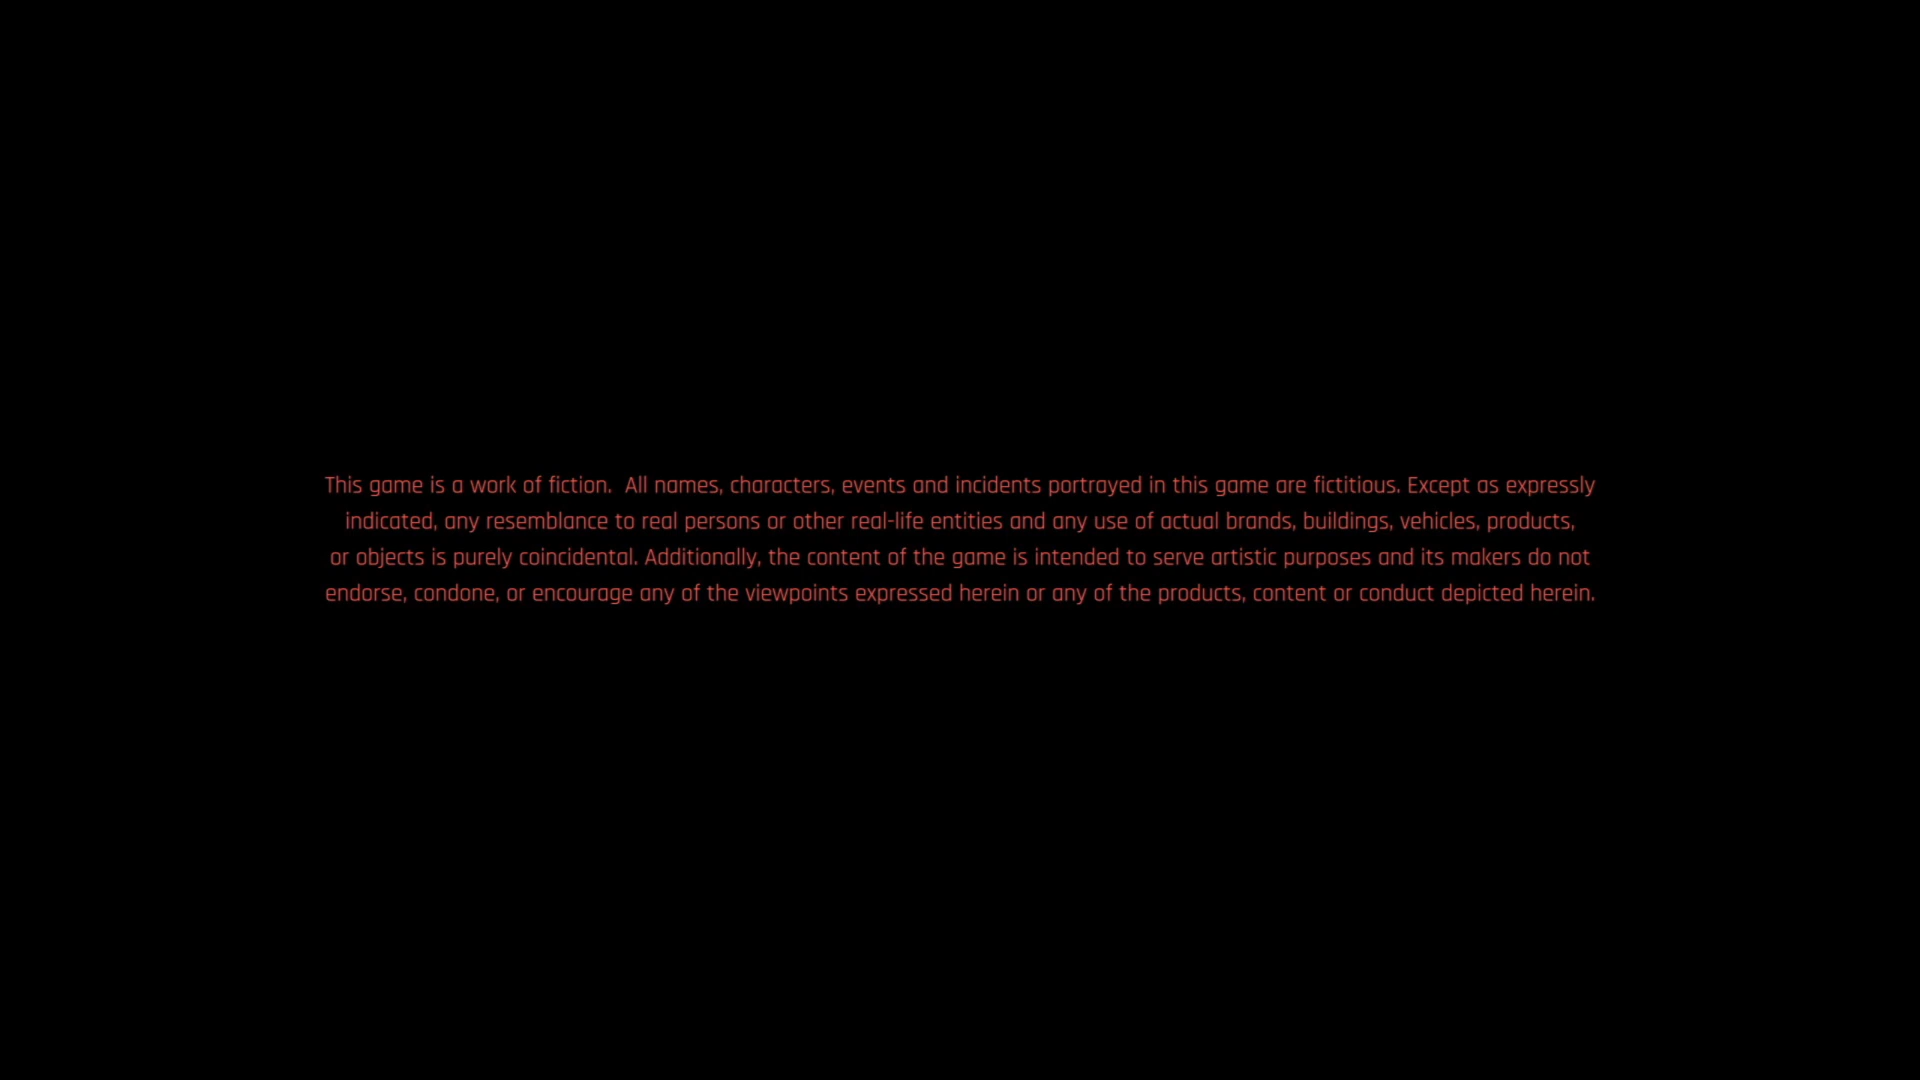 This game is a work of fiction.  All names, characters, events and incidents portrayed in this game are fictitious. Except as expressly
indicated, any resemblance to real persons or other real-life entities and any use of actual brands, buildings, vehicles, products,
or objects is purely coincidental. Additionally, the content of the game is intended to serve artistic purposes and its makers do not
endorse, condone, or encourage any of the viewpoints expressed herein or any of the products, content or conduct depicted herein.